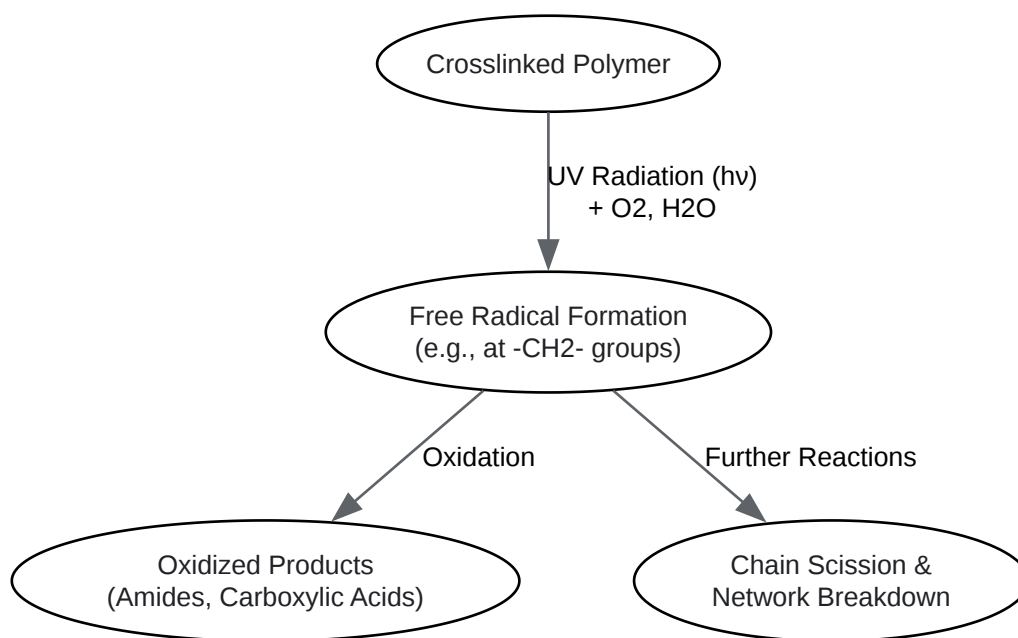 Crosslinked Polymer
UV Radiation (hν)
+ O2, H2O
Free Radical Formation
(e.g., at -CH2- groups)
Oxidation
Further Reactions
Oxidized Products
(Amides, Carboxylic Acids)
Chain Scission &
Network Breakdown